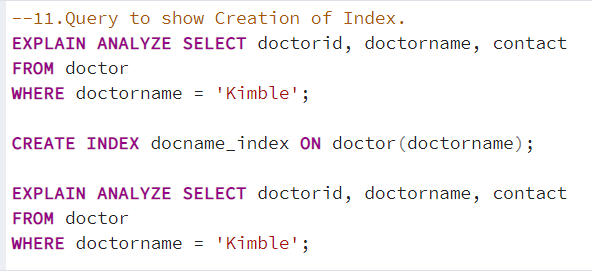 --11.Query to show Creation of Index.
EXPLAIN ANALYZE SELECT doctorid, doctorname, contact
FROM doctor
WHERE doctorname = 'Kimble';
CREATE INDEX docname_index ON doctor(doctorname);
EXPLAIN ANALYZE SELECT doctorid, doctorname, contact
FROM doctor
WHERE doctorname = 'Kimble';